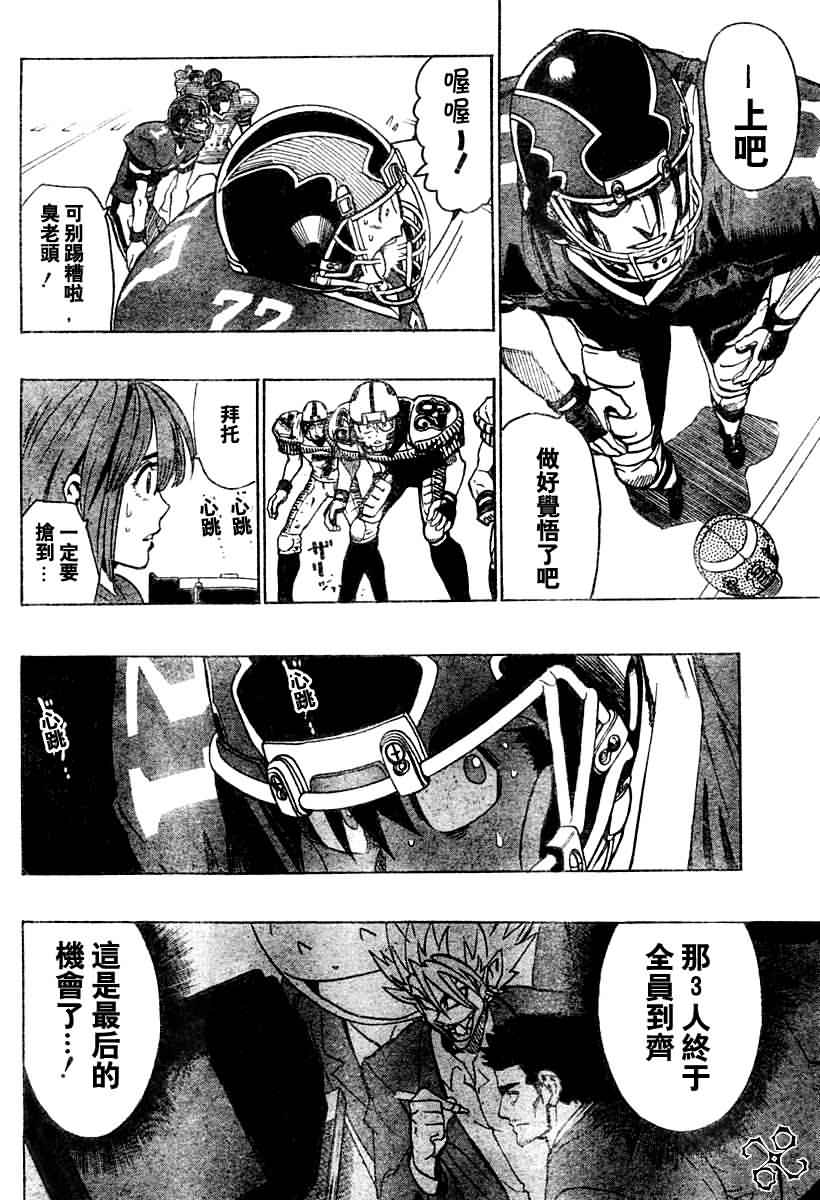 —上吧
做好覺悟了吧
喔喔
—！
可别踢糟啦，
臭老頭！
77
拜托
心跳…
心跳…
一定要
搶到…
心跳…
心跳…
那3人終于
全員到齊
這是最后的
機會了…！